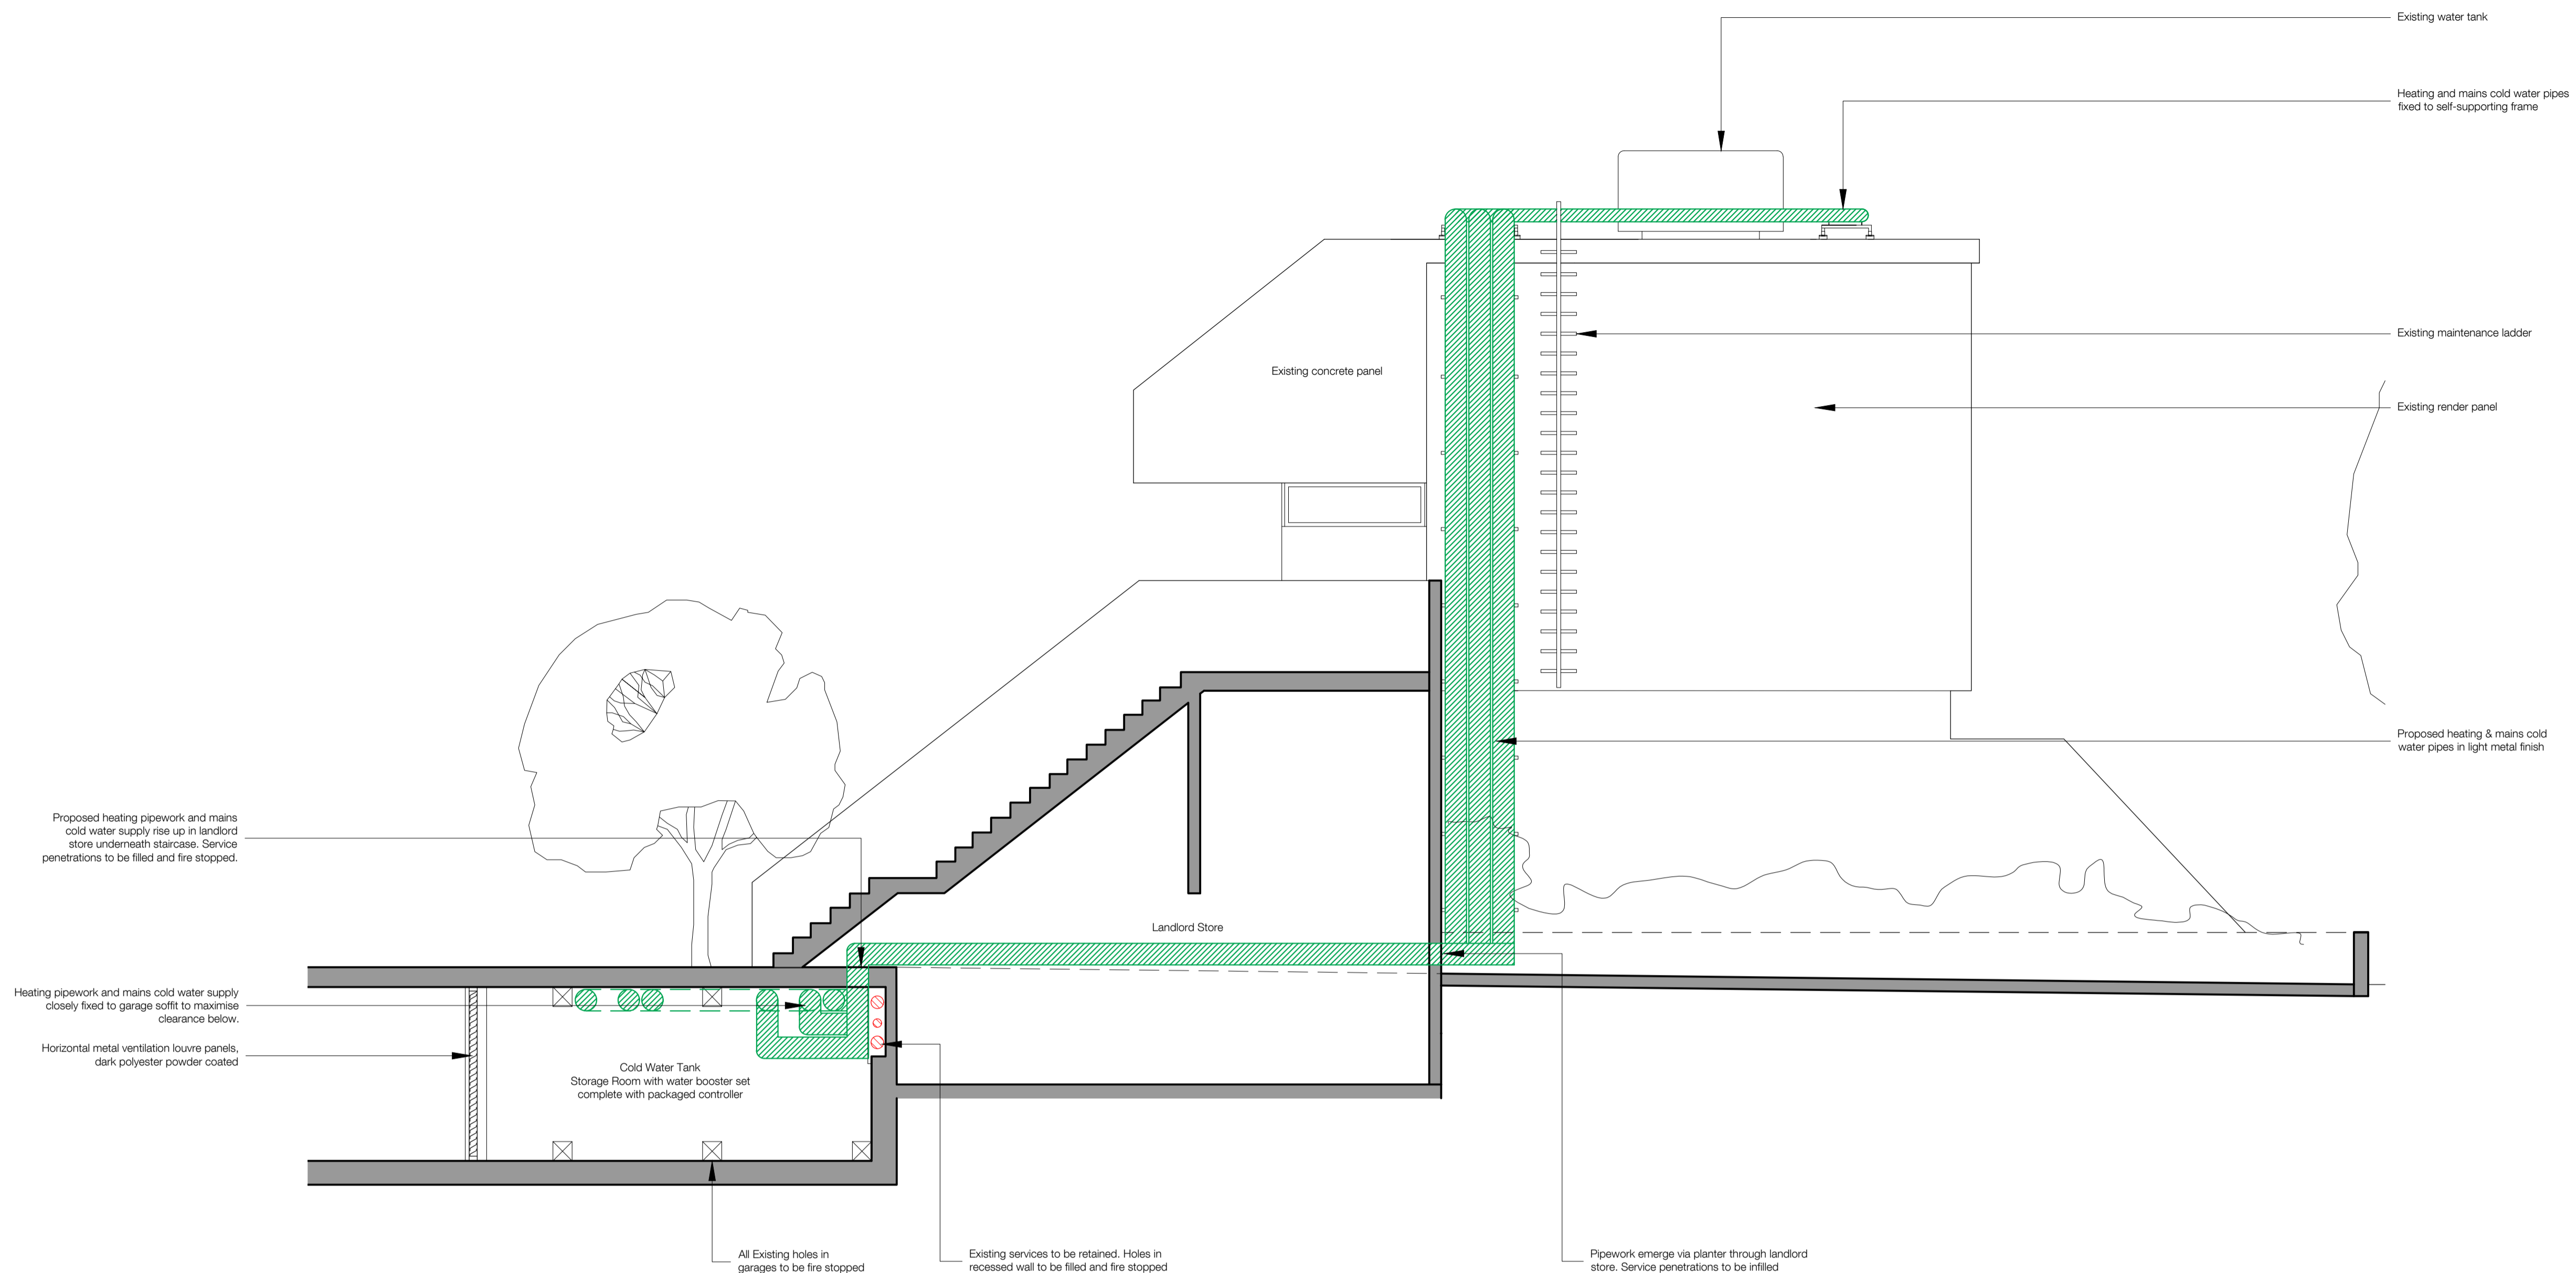 Existing water tank
Heating and mains cold water pipes
fixed to self-supporting frame
Existing maintenance ladder
Existing concrete panel
Existing render panel
Proposed heating & mains cold
water pipes in light metal finish
Proposed heating pipework and mains
cold water supply rise up in landlord
store underneath staircase. Service
penetrations to be filled and fire stopped.
Landlord Store
Heating pipework and mains cold water supply
closely fixed to garage soffit to maximise
clearance below.
Horizontal metal ventilation louvre panels,
dark polyester powder coated
Cold Water Tank
Storage Room with water booster set
complete with packaged controller
All Existing holes in
garages to be fire stopped
Existing services to be retained. Holes in
recessed wall to be filled and fire stopped
Pipework emerge via planter through landlord
store. Service penetrations to be infilled